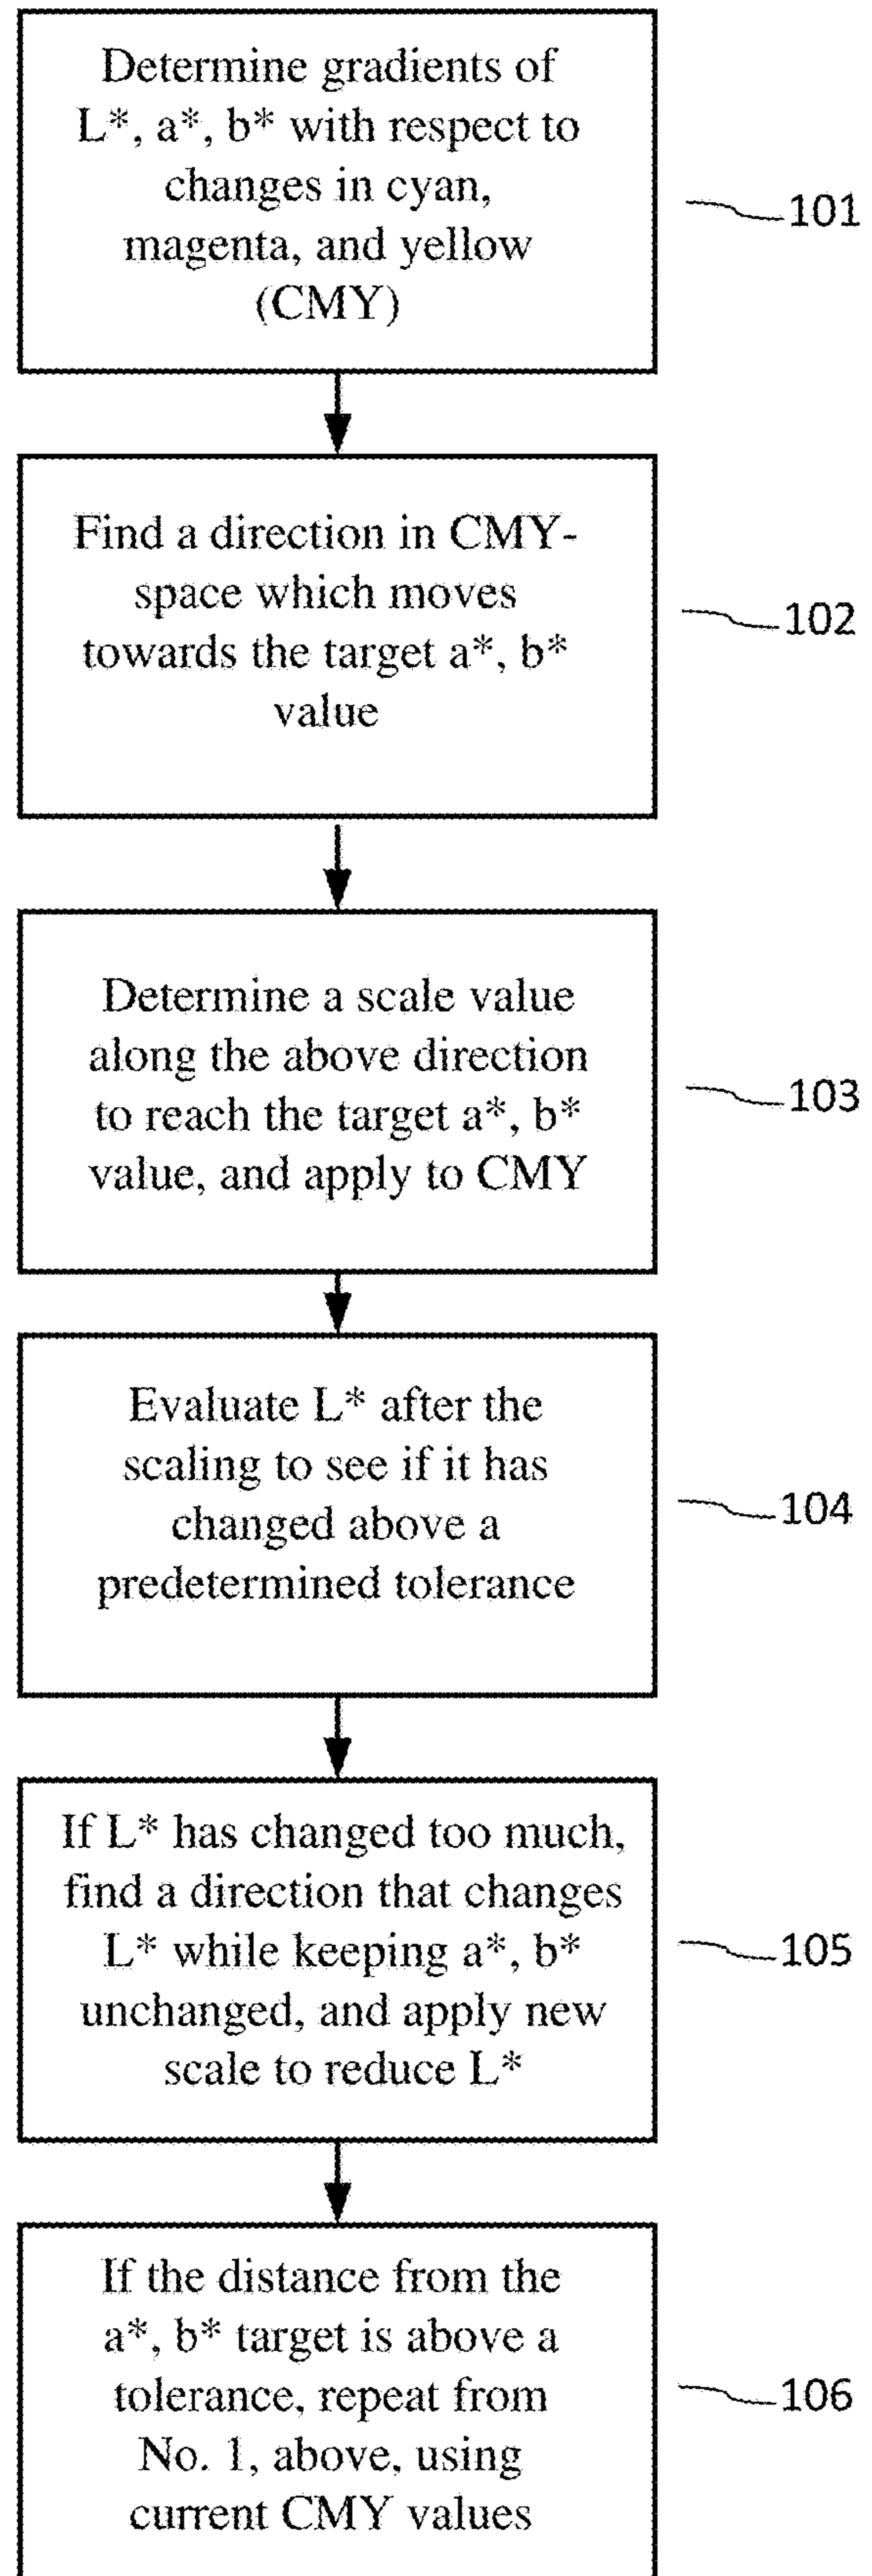 Determine gradients of
L*, a*, b* with respect to
changes in cyan,
magenta, and yellow
(CMY)
101
Find a direction in CMY-
space which moves
towards the target a*, b*
value
102
Determine a scale value
along the above direction
to reach the target a*, b*
value, and apply to CMY
103
Evaluate L* after the
scaling to see if it has
changed above a
predetermined tolerance
104
If L* has changed too much,
find a direction that changes
L* while keeping a*, b*
unchanged, and apply new
scale to reduce L*
105
If the distance from the
a*, b* target is above a
tolerance, repeat from
No. 1, above, using
current CMY values
106